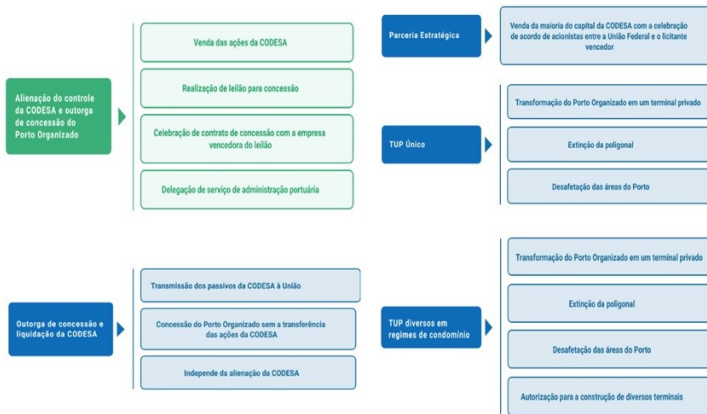 Alienação do controle
da CODESA e outorga
de concessão do
Porto Organizado
Venda das ações da CODESA
Realização de leilão para concessão
Celebração de contrato de concessão com a empresa
vencedora do leilão
Delegação de serviço de administração portuária
Outorga de concessão e
liquidação da CODESA
Transmissão dos passivos da CODESA à União
Concessão do Porto Organizado sem a transferência
das ações da CODESA
Independe da alienação da CODESA
Parceria Estratégica
Venda da maioria do capital da CODESA com a celebração
de acordo de acionistas entre a União Federal e o licitante
vencedor
TUP Único
Transformação do Porto Organizado em um terminal privado
Extinção da poligonal
Desafetação das áreas do Porto
TUP diversos em
regimes de condomínio
Transformação do Porto Organizado em um terminal privado
Extinção da poligonal
Desafetação das áreas do Porto
Autorização para a construção de diversos terminais